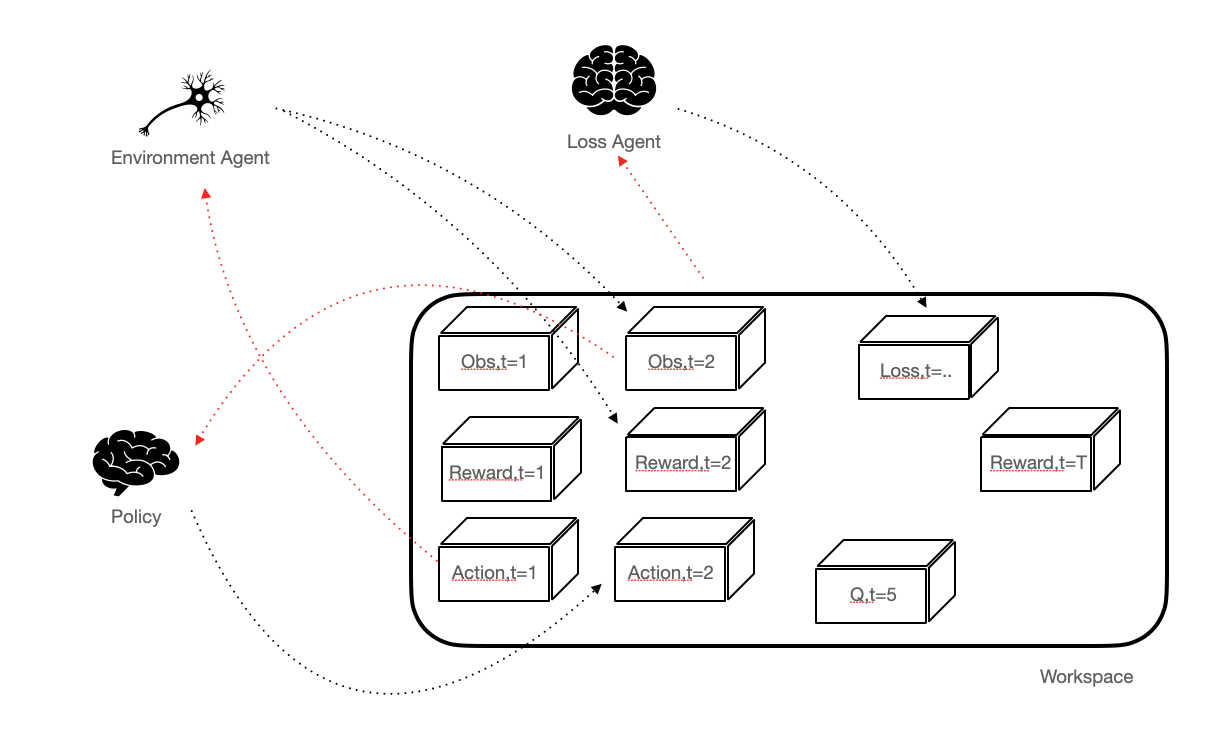 Loss Agent
Environment Agent
Obs,t=1
Obs,t=2
Loss,t=..
Reward,t=1
Reward,t=2
Reward,t=T
Policy
Action,t=1
Action,t=2
Q,t=5
Workspace